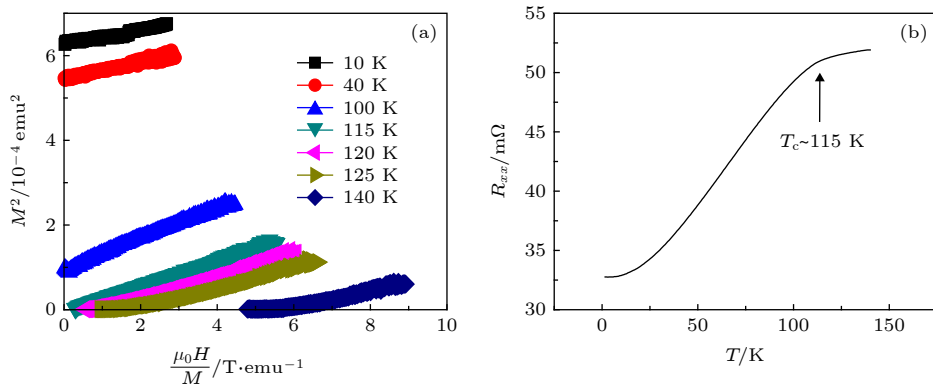 (a)
6
4
2
0
M²/10⁻⁴ emu²
10 K
40 K
100 K
115 K
120 K
125 K
140 K
0 2 4 6 8 10
μ₀H/M /T·emu⁻¹
(b)
55
50
45
40
35
30
Rₓₓ/mΩ
T_c~115 K
0 50 100 150
T/K